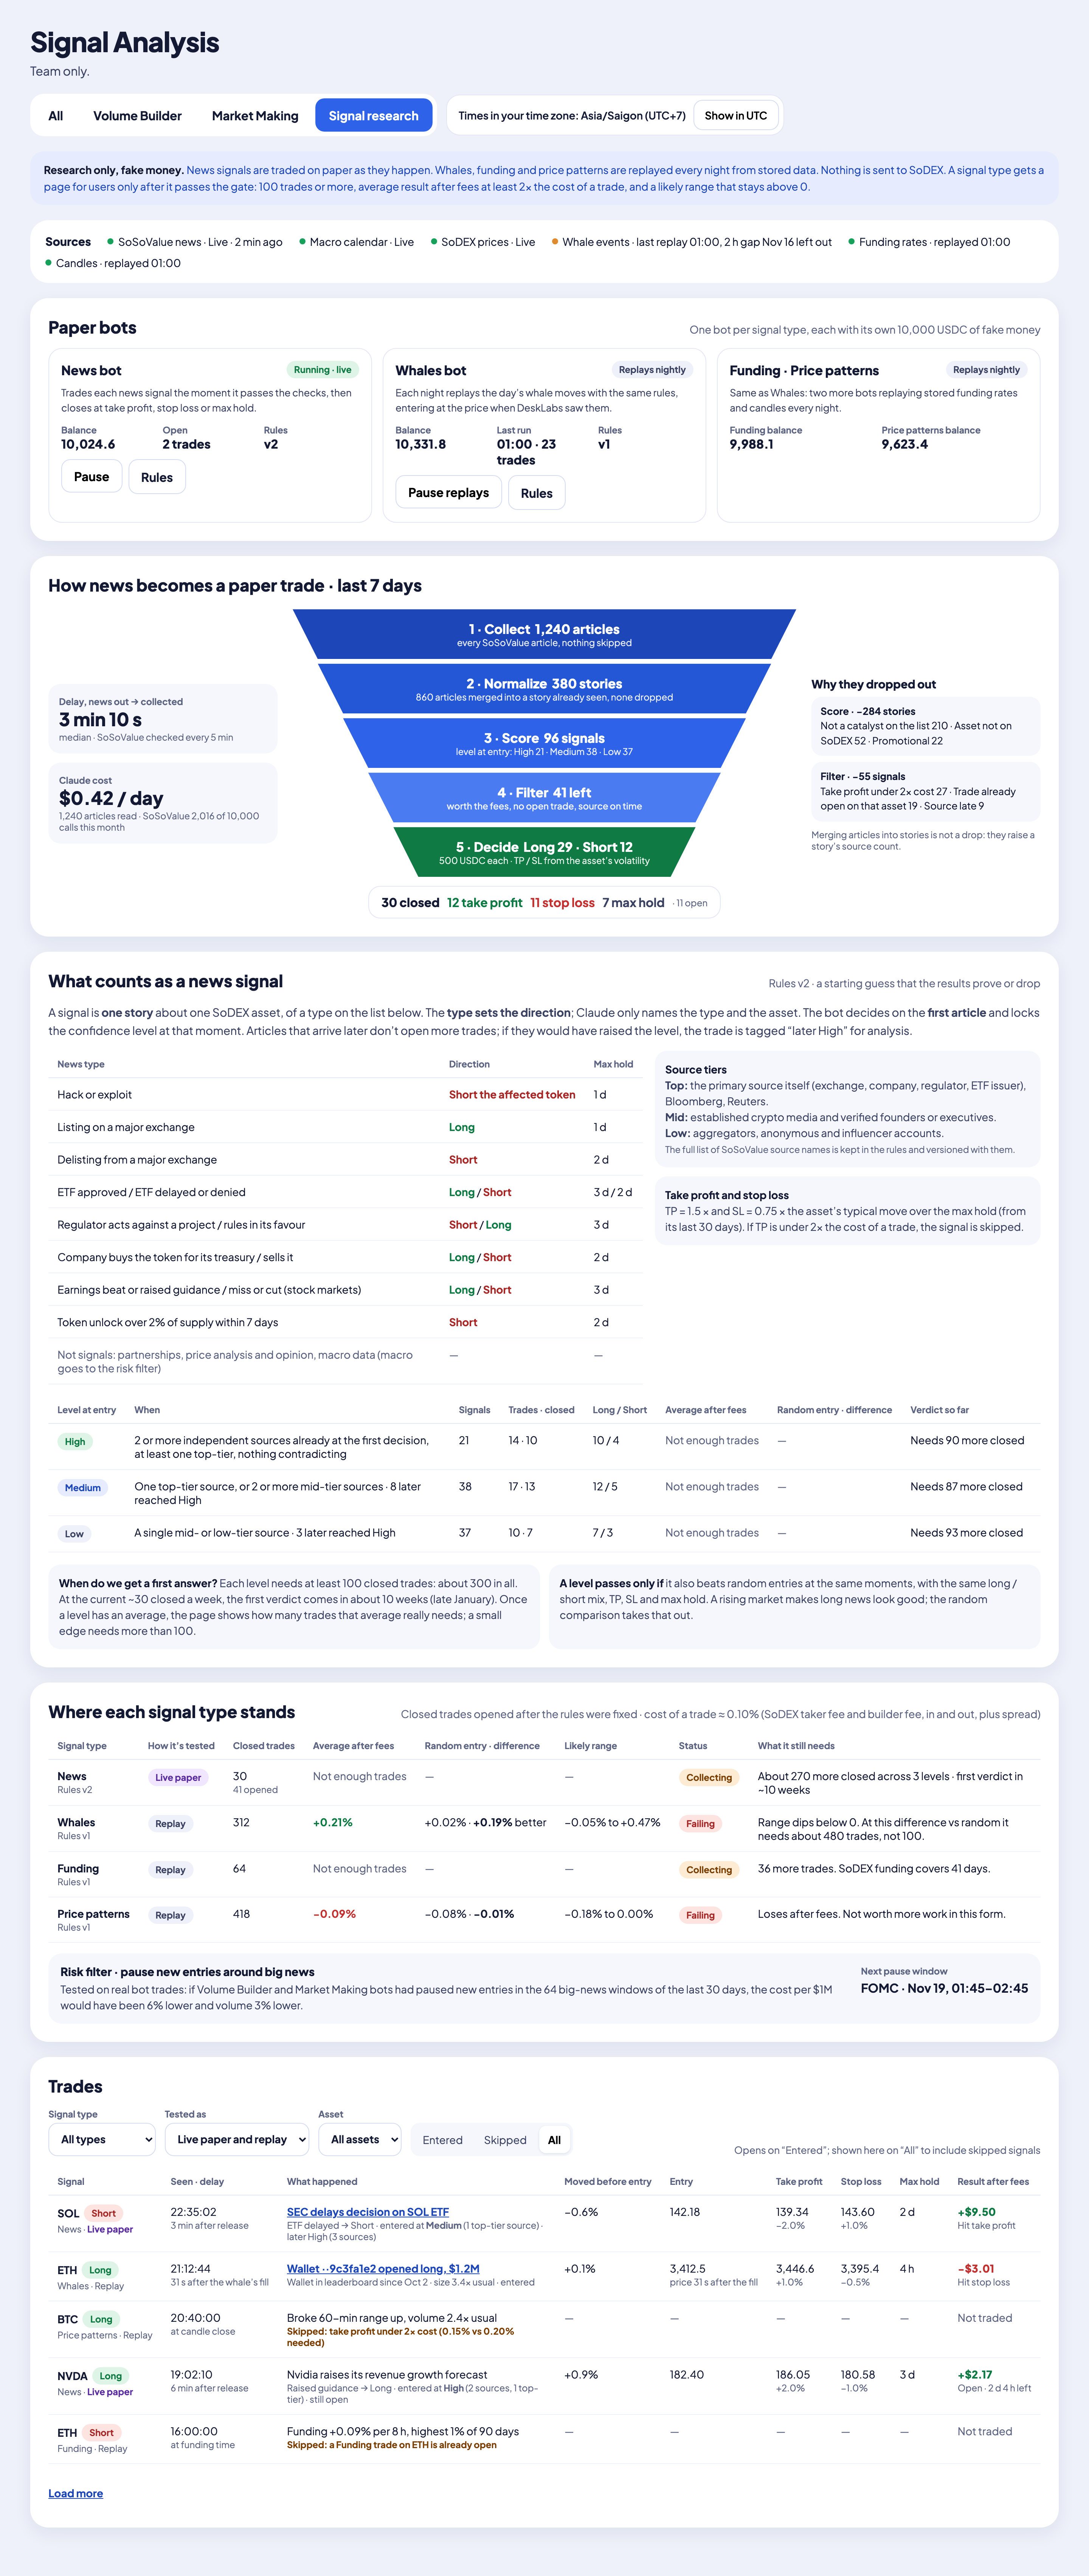 Signal Analysis
Team only.
All
Volume Builder
Market Making
Signal research
Times in your time zone: Asia/Saigon (UTC+7)
Show in UTC
Research only, fake money. News signals are traded on paper as they happen. Whales, funding and price patterns are replayed every night from stored data. Nothing is sent to SoDEX. A signal type gets a
page for users only after it passes the gate: 100 trades or more, average result after fees at least 2× the cost of a trade, and a likely range that stays above 0.
Sources
SoSoValue news · Live · 2 min ago
Macro calendar · Live
SoDEX prices · Live
Whale events · last replay 01:00, 2 h gap Nov 16 left out
Funding rates · replayed 01:00
Candles · replayed 01:00
Paper bots
One bot per signal type, each with its own 10,000 USDC of fake money
News bot
Running · live
Trades each news signal the moment it passes the checks, then
closes at take profit, stop loss or max hold.
Balance
Open
Rules
10,024.6
2 trades
v2
Pause
Rules
Whales bot
Replays nightly
Each night replays the day's whale moves with the same rules,
entering at the price when DeskLabs saw them.
Balance
Last run
Rules
10,331.8
01:00 · 23
trades
v1
Pause replays
Rules
Funding · Price patterns
Replays nightly
Same as Whales: two more bots replaying stored funding rates
and candles every night.
Funding balance
Price patterns balance
9,988.1
9,623.4
How news becomes a paper trade · last 7 days
Delay, news out → collected
3 min 10 s
median · SoSoValue checked every 5 min
Claude cost
$0.42 / day
1,240 articles read · SoSoValue 2,016 of 10,000
calls this month
1 · Collect 1,240 articles
every SoSoValue article, nothing skipped
2 · Normalize 380 stories
860 articles merged into a story already seen, none dropped
3 · Score 96 signals
level at entry: High 21 · Medium 38 · Low 37
4 · Filter 41 left
worth the fees, no open trade, source on time
5 · Decide Long 29 · Short 12
500 USDC each · TP / SL from the asset's volatility
30 closed 12 take profit 11 stop loss 7 max hold · 11 open
Why they dropped out
Score · −284 stories
Not a catalyst on the list 210 · Asset not on
SoDEX 52 · Promotional 22
Filter · −55 signals
Take profit under 2× cost 27 · Trade already
open on that asset 19 · Source late 9
Merging articles into stories is not a drop: they raise a
story's source count.
What counts as a news signal
Rules v2 · a starting guess that the results prove or drop
A signal is one story about one SoDEX asset, of a type on the list below. The type sets the direction; Claude only names the type and the asset. The bot decides on the first article and locks
the confidence level at that moment. Articles that arrive later don't open more trades; if they would have raised the level, the trade is tagged “later High” for analysis.
News type
Direction
Max hold
Hack or exploit
Short the affected token
1 d
Listing on a major exchange
Long
1 d
Delisting from a major exchange
Short
2 d
ETF approved / ETF delayed or denied
Long / Short
3 d / 2 d
Regulator acts against a project / rules in its favour
Short / Long
3 d
Company buys the token for its treasury / sells it
Long / Short
2 d
Earnings beat or raised guidance / miss or cut (stock markets)
Long / Short
3 d
Token unlock over 2% of supply within 7 days
Short
2 d
Not signals: partnerships, price analysis and opinion, macro data (macro
goes to the risk filter)
—
—
Source tiers
Top: the primary source itself (exchange, company, regulator, ETF issuer),
Bloomberg, Reuters.
Mid: established crypto media and verified founders or executives.
Low: aggregators, anonymous and influencer accounts.
The full list of SoSoValue source names is kept in the rules and versioned with them.
Take profit and stop loss
TP = 1.5 × and SL = 0.75 × the asset's typical move over the max hold (from
its last 30 days). If TP is under 2× the cost of a trade, the signal is skipped.
Level at entry
When
Signals
Trades · closed
Long / Short
Average after fees
Random entry · difference
Verdict so far
High
2 or more independent sources already at the first decision,
at least one top-tier, nothing contradicting
21
14 · 10
10 / 4
Not enough trades
—
Needs 90 more closed
Medium
One top-tier source, or 2 or more mid-tier sources · 8 later
reached High
38
17 · 13
12 / 5
Not enough trades
—
Needs 87 more closed
Low
A single mid- or low-tier source · 3 later reached High
37
10 · 7
7 / 3
Not enough trades
—
Needs 93 more closed
When do we get a first answer? Each level needs at least 100 closed trades: about 300 in all.
At the current ~30 closed a week, the first verdict comes in about 10 weeks (late January). Once
a level has an average, the page shows how many trades that average really needs; a small
edge needs more than 100.
A level passes only if it also beats random entries at the same moments, with the same long /
short mix, TP, SL and max hold. A rising market makes long news look good; the random
comparison takes that out.
Where each signal type stands
Closed trades opened after the rules were fixed · cost of a trade ≈ 0.10% (SoDEX taker fee and builder fee, in and out, plus spread)
Signal type
How it's tested
Closed trades
Average after fees
Random entry · difference
Likely range
Status
What it still needs
News
Rules v2
Live paper
30
41 opened
Not enough trades
—
—
Collecting
About 270 more closed across 3 levels · first verdict in
~10 weeks
Whales
Rules v1
Replay
312
+0.21%
+0.02% · +0.19% better
−0.05% to +0.47%
Failing
Range dips below 0. At this difference vs random it
needs about 480 trades, not 100.
Funding
Rules v1
Replay
64
Not enough trades
—
—
Collecting
36 more trades. SoDEX funding covers 41 days.
Price patterns
Rules v1
Replay
418
−0.09%
−0.08% · −0.01%
−0.18% to 0.00%
Failing
Loses after fees. Not worth more work in this form.
Risk filter · pause new entries around big news
Tested on real bot trades: if Volume Builder and Market Making bots had paused new entries in the 64 big-news windows of the last 30 days, the cost per $1M
would have been 6% lower and volume 3% lower.
Next pause window
FOMC · Nov 19, 01:45–02:45
Trades
Signal type
Tested as
Asset
All types
Live paper and replay
All assets
Entered
Skipped
All
Opens on “Entered”; shown here on “All” to include skipped signals
Signal
Seen · delay
What happened
Moved before entry
Entry
Take profit
Stop loss
Max hold
Result after fees
SOL Short
News · Live paper
22:35:02
3 min after release
SEC delays decision on SOL ETF
ETF delayed → Short · entered at Medium (1 top-tier source) ·
later High (3 sources)
−0.6%
142.18
139.34
−2.0%
143.60
+1.0%
2 d
+$9.50
Hit take profit
ETH Long
Whales · Replay
21:12:44
31 s after the whale's fill
Wallet ··9c3fa1e2 opened long, $1.2M
Wallet in leaderboard since Oct 2 · size 3.4× usual · entered
+0.1%
3,412.5
price 31 s after the fill
3,446.6
+1.0%
3,395.4
−0.5%
4 h
−$3.01
Hit stop loss
BTC Long
Price patterns · Replay
20:40:00
at candle close
Broke 60-min range up, volume 2.4× usual
Skipped: take profit under 2× cost (0.15% vs 0.20%
needed)
—
—
—
—
—
Not traded
NVDA Long
News · Live paper
19:02:10
6 min after release
Nvidia raises its revenue growth forecast
Raised guidance → Long · entered at High (2 sources, 1 top-
tier) · still open
+0.9%
182.40
186.05
+2.0%
180.58
−1.0%
3 d
+$2.17
Open · 2 d 4 h left
ETH Short
Funding · Replay
16:00:00
at funding time
Funding +0.09% per 8 h, highest 1% of 90 days
Skipped: a Funding trade on ETH is already open
—
—
—
—
—
Not traded
Load more